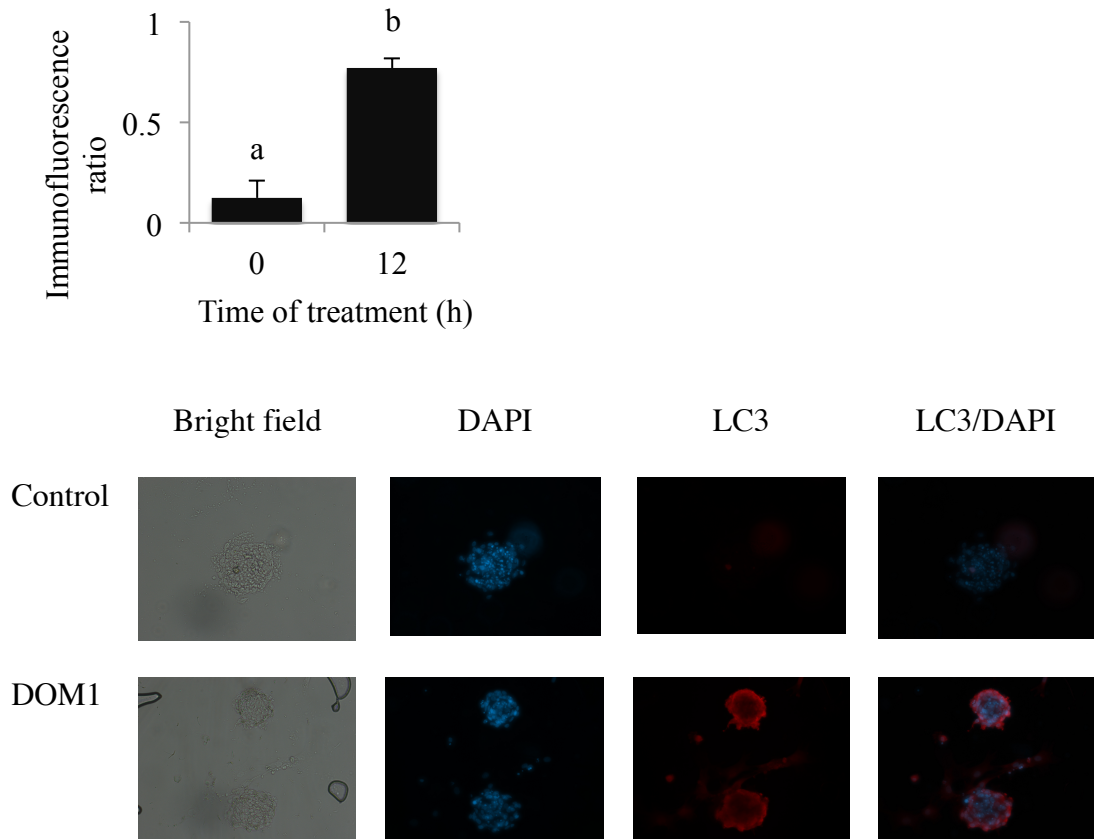 Immunofluorescence
ratio
1
0.5
0
a
b
0 12
Time of treatment (h)
Bright field DAPI LC3 LC3/DAPI
Control
DOM1